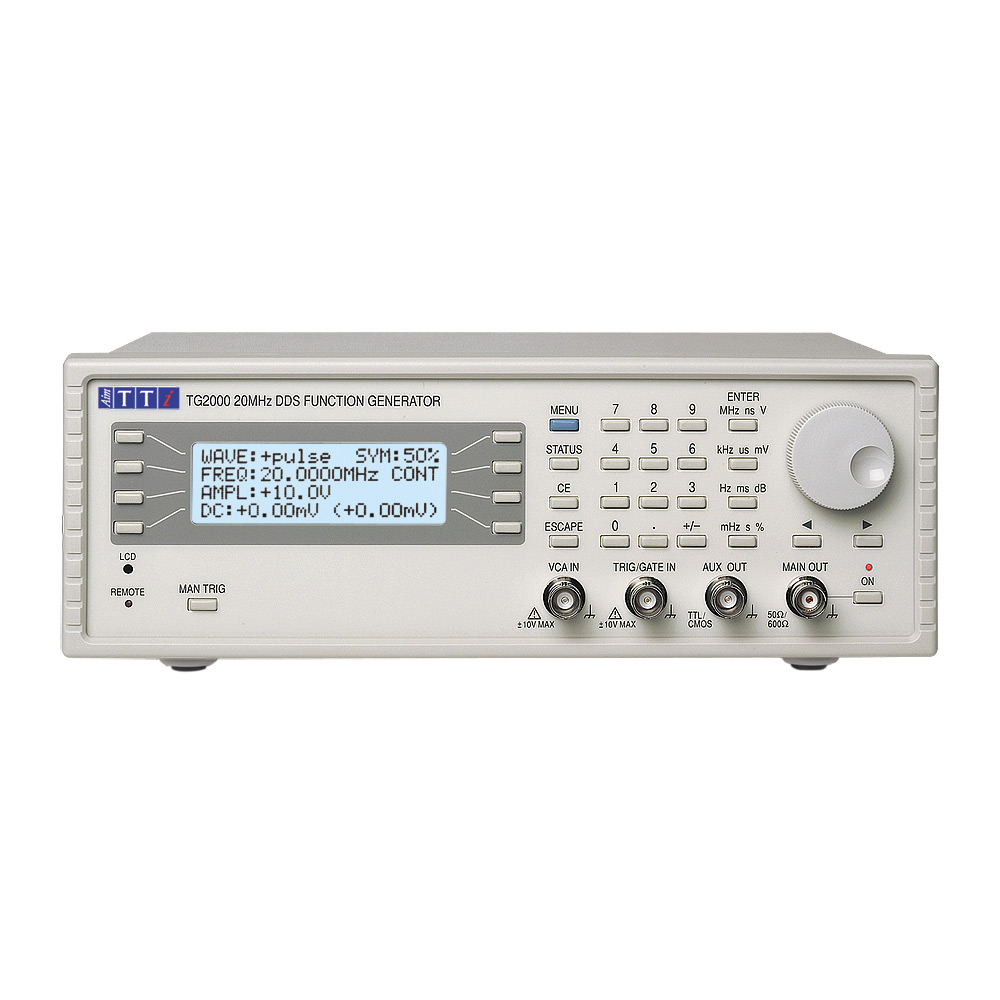 Aim TTi TG2000 20MHz DDS FUNCTION GENERATOR
WAVE:+pulse SYM:50%
FREQ:20.0000MHz CONT
AMPL:+10.0V
DC:+0.00mV (+0.00mV)
LCD
REMOTE
MAN TRIG
ENTER
MENU 7 8 9 MHz ns V
STATUS 4 5 6 kHz us mV
CE 1 2 3 Hz ms dB
ESCAPE 0 . +/– mHz s %
◄ ►
VCA IN TRIG/GATE IN AUX OUT MAIN OUT
ON
±10V MAX
±10V MAX
TTL/
CMOS
50Ω/
600Ω